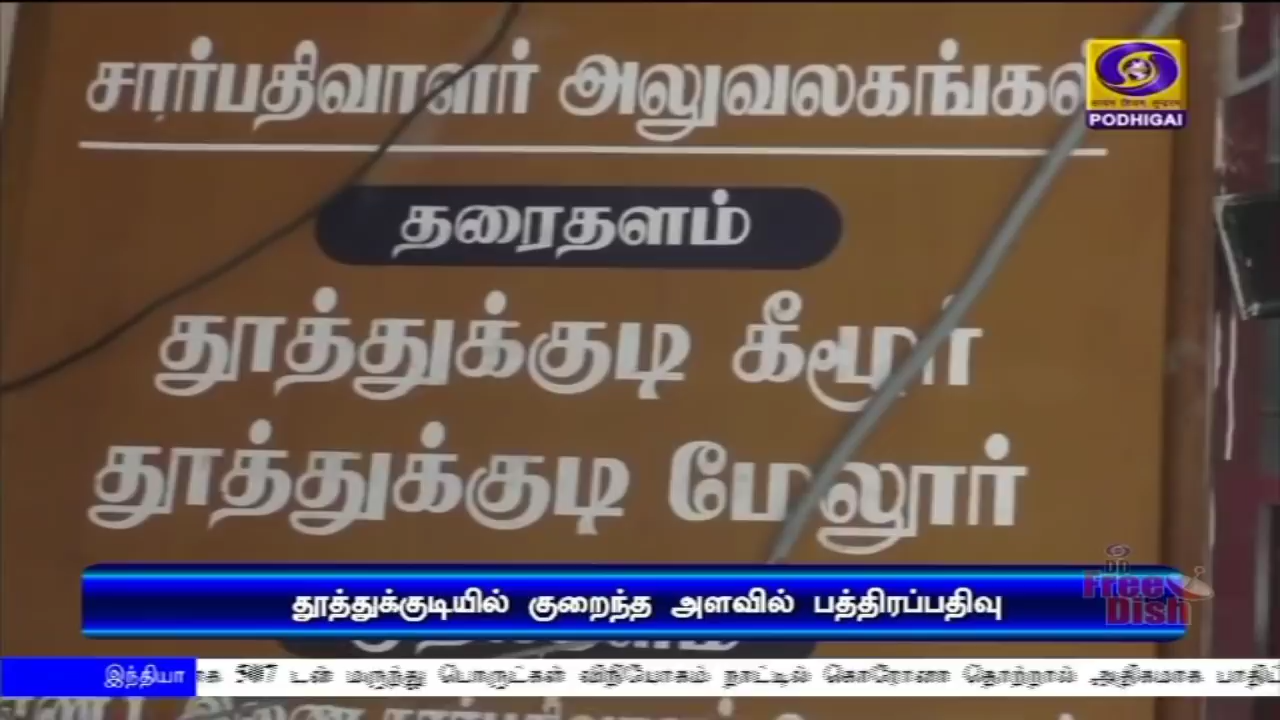 சார்பதிவாளர் அலுவலகங்கள்
PODHIGAI
தரைதளம்
தூத்துக்குடி கீழூர்
தூத்துக்குடி மேலூர்
தூத்துக்குடியில் குறைந்த அளவில் பத்திரப்பதிவு
DD
Free Dish
இந்தியா
டன் மருந்து பொருட்கள் விநியோகம் நாட்டில் கொரோனா தொற்றால் அதிகமாக